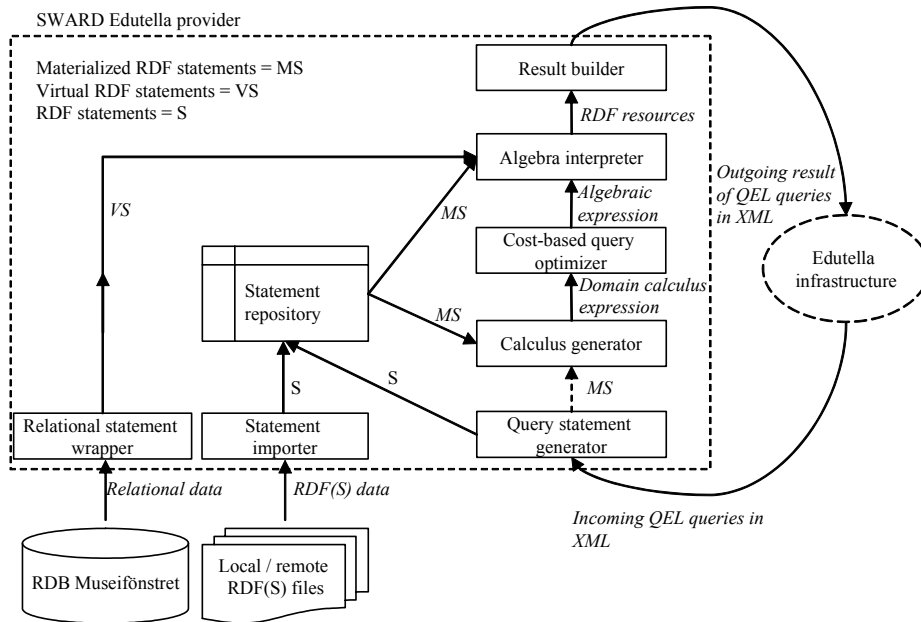 SWARD Edutella provider
Materialized RDF statements = MS
Virtual RDF statements = VS
RDF statements = S
Result builder
RDF resources
Algebra interpreter
Outgoing result
of QEL queries
in XML
Algebraic
expression
VS
MS
Cost-based query
optimizer
Edutella
infrastructure
Statement
repository
Domain calculus
expression
MS
Calculus generator
S
S
MS
Relational statement
wrapper
Statement
importer
Query statement
generator
Relational data
RDF(S) data
Incoming QEL queries in
XML
RDB Museifönstret
Local / remote
RDF(S) files